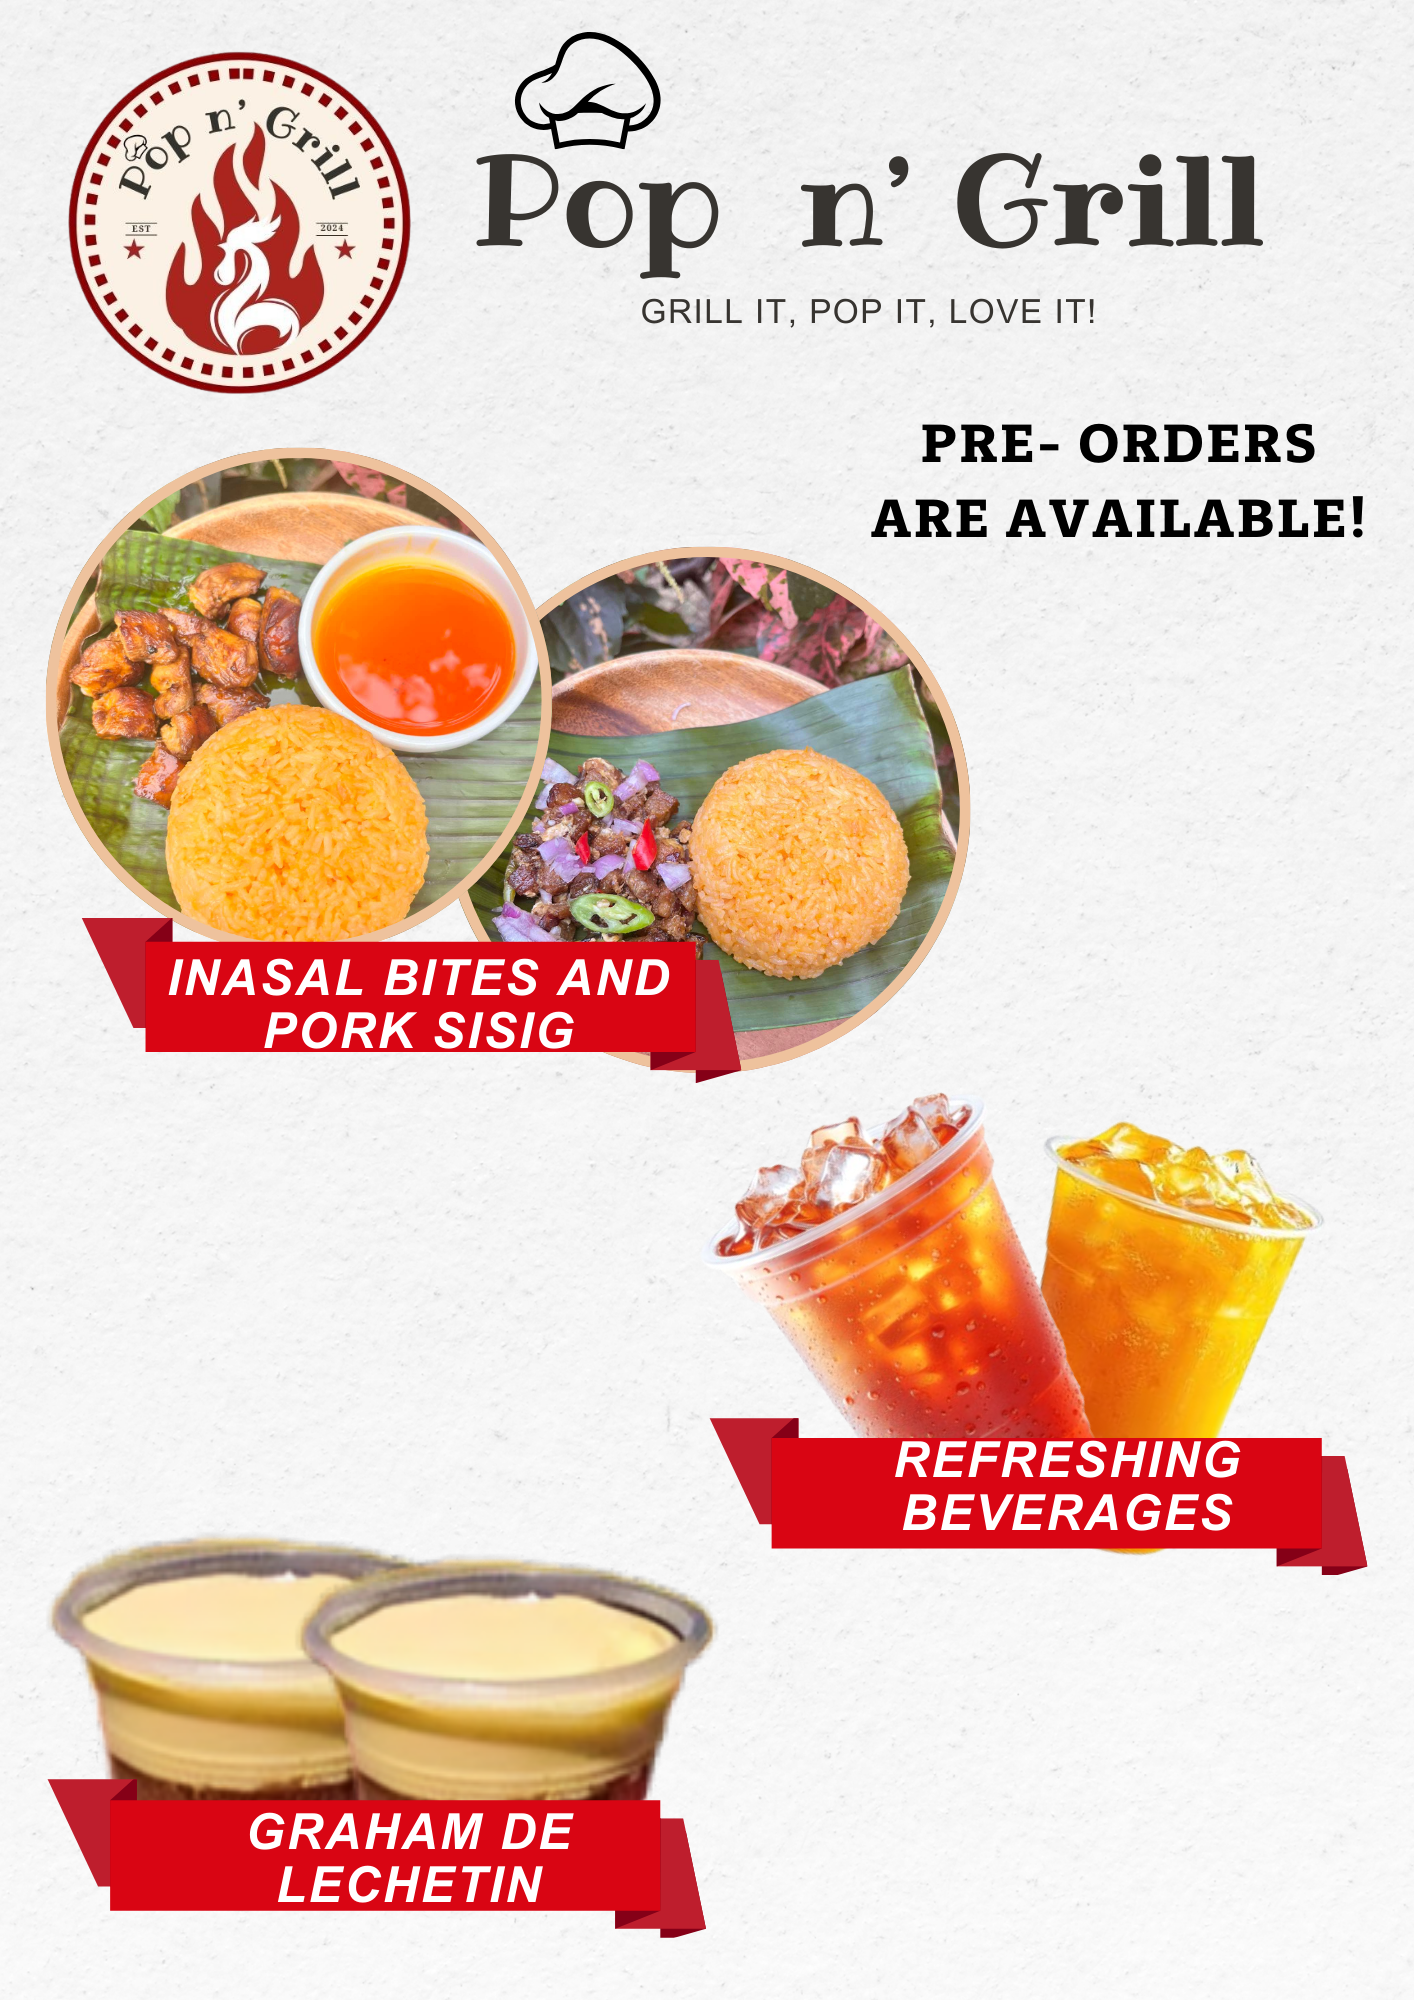 Pop n' Grill
EST
2024
Pop n' Grill
GRILL IT, POP IT, LOVE IT!
PRE- ORDERS
ARE AVAILABLE!
INASAL BITES AND
PORK SISIG
REFRESHING
BEVERAGES
GRAHAM DE
LECHETIN